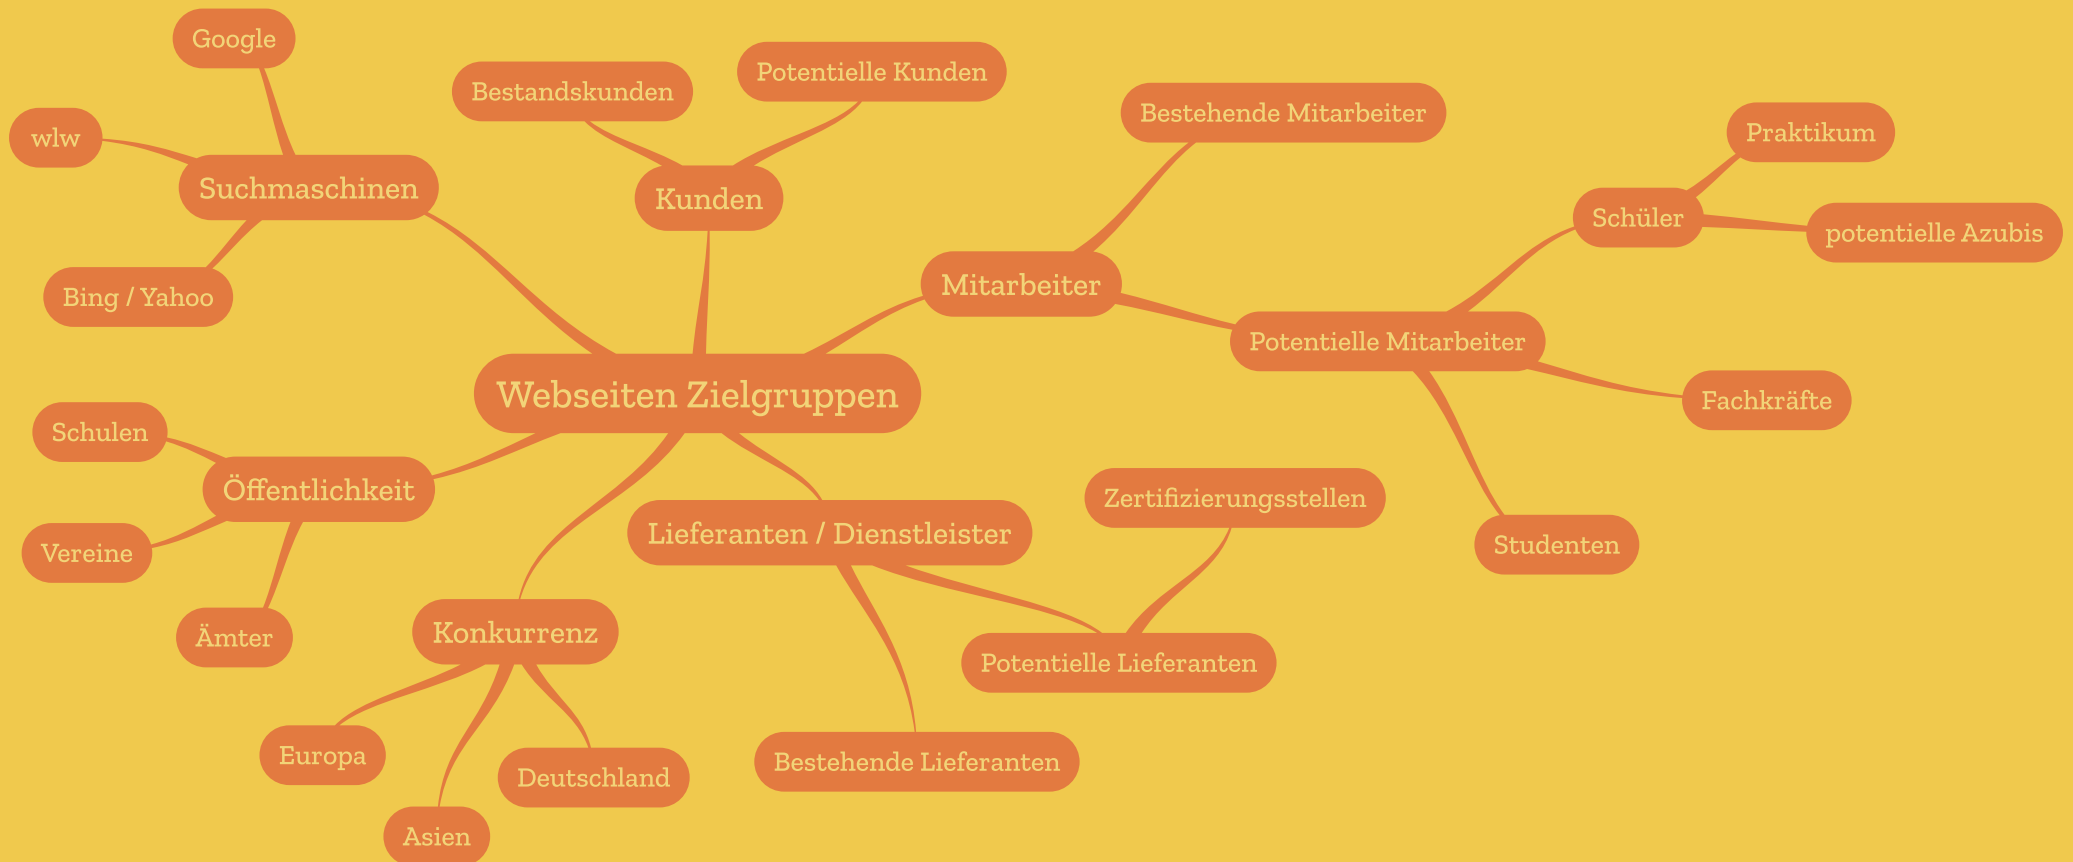 Google
Potentielle Kunden
Bestandskunden
Bestehende Mitarbeiter
Praktikum
wlw
Suchmaschinen
Kunden
Schüler
potentielle Azubis
Mitarbeiter
Bing / Yahoo
Potentielle Mitarbeiter
Webseiten Zielgruppen
Fachkräfte
Schulen
Öffentlichkeit
Zertifizierungsstellen
Lieferanten / Dienstleister
Studenten
Vereine
Ämter
Konkurrenz
Potentielle Lieferanten
Europa
Bestehende Lieferanten
Deutschland
Asien